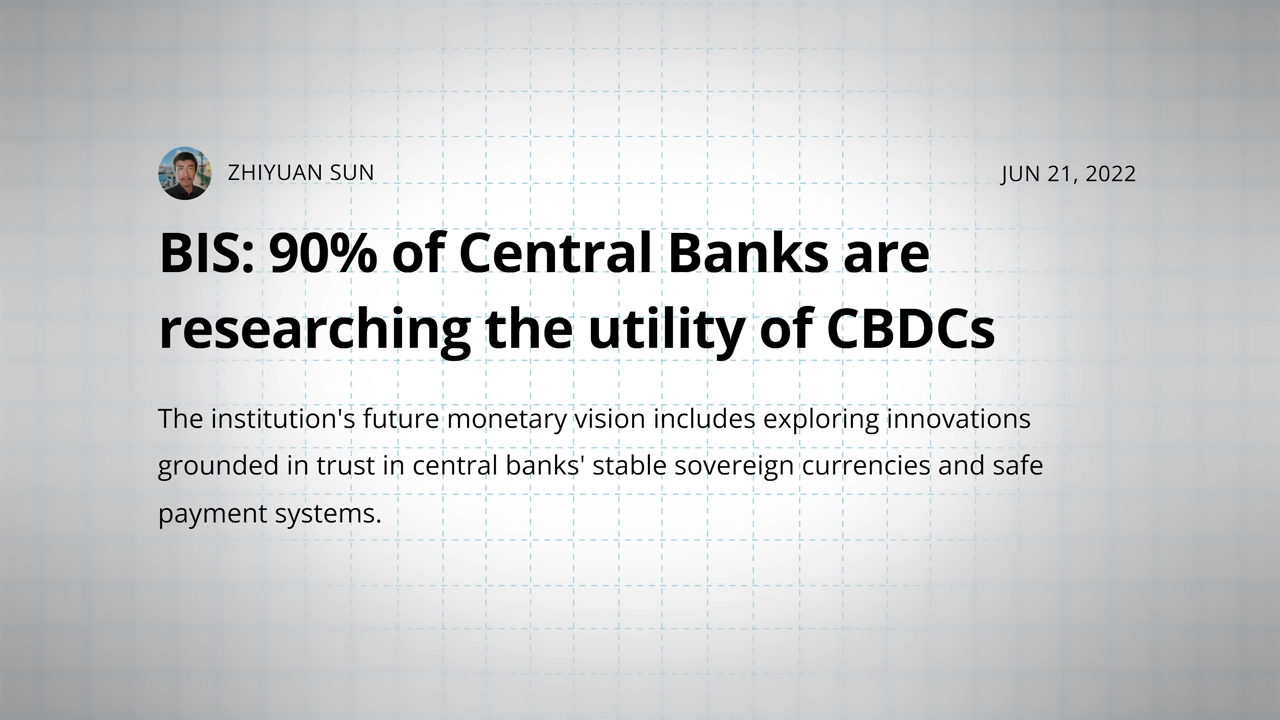 ZHIYUAN SUN
JUN 21, 2022
BIS: 90% of Central Banks are
researching the utility of CBDCs
The institution's future monetary vision includes exploring innovations
grounded in trust in central banks' stable sovereign currencies and safe
payment systems.